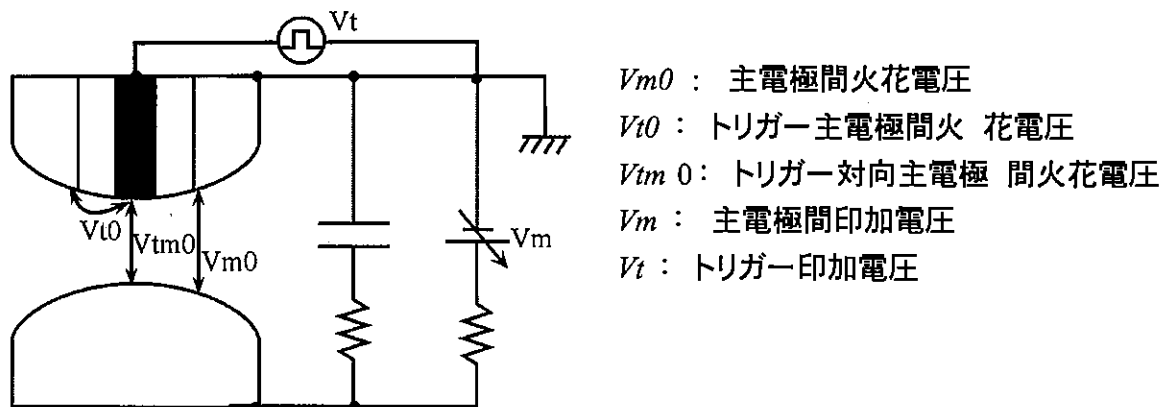 Vt
Vm0 : 主電極間火花電圧
Vt0 : トリガー主電極間火 花電圧
Vtm 0: トリガー対向主電極 間火花電圧
Vm : 主電極間印加電圧
Vt : トリガー印加電圧
Vt0
Vtm0
Vm0
Vm